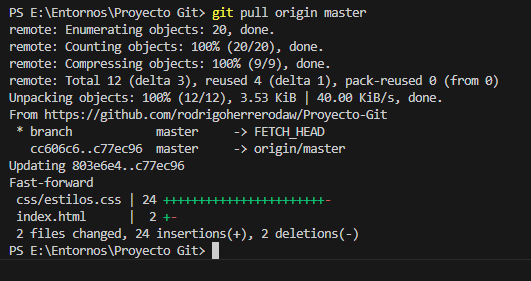 PS E:\Entornos\Proyecto Git> git pull origin master
remote: Enumerating objects: 20, done.
remote: Counting objects: 100% (20/20), done.
remote: Compressing objects: 100% (9/9), done.
remote: Total 12 (delta 3), reused 4 (delta 1), pack-reused 0 (from 0)
Unpacking objects: 100% (12/12), 3.53 KiB | 40.00 KiB/s, done.
From https://github.com/rodrigoherrerodaw/Proyecto-Git
 * branch            master     -> FETCH_HEAD
   cc606c6..c77ec96  master     -> origin/master
Updating 803e6e4..c77ec96
Fast-forward
 css/estilos.css | 24 +++++++++++++++++++++++-
 index.html      |  2 +-
 2 files changed, 24 insertions(+), 2 deletions(-)
PS E:\Entornos\Proyecto Git>